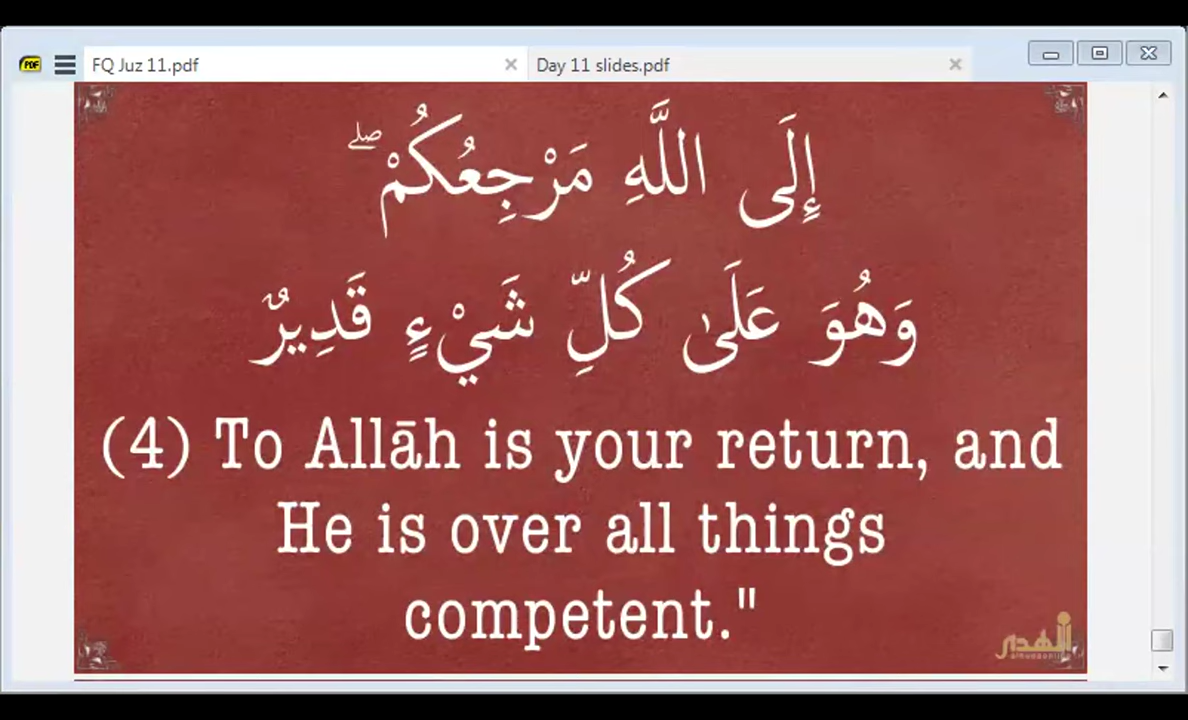 FQ Juz 11.pdf
Day 11 slides.pdf
إِلَى اللَّهِ مَرْجِعُكُمْ ۖ
وَهُوَ عَلَىٰ كُلِّ شَيْءٍ قَدِيرٌ
(4) To Allāh is your return, and
He is over all things
competent."
الهدى